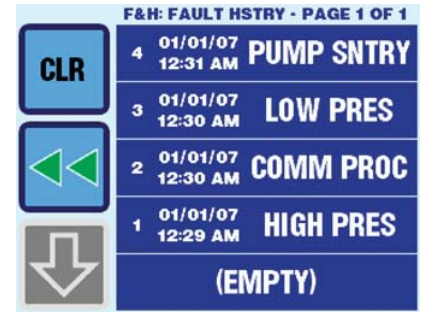 F&H: FAULT HSTRY - PAGE 1 OF 1
CLR
4 01/01/07 12:31 AM PUMP SNTRY
3 01/01/07 12:30 AM LOW PRES
2 01/01/07 12:30 AM COMM PROC
1 01/01/07 12:29 AM HIGH PRES
(EMPTY)